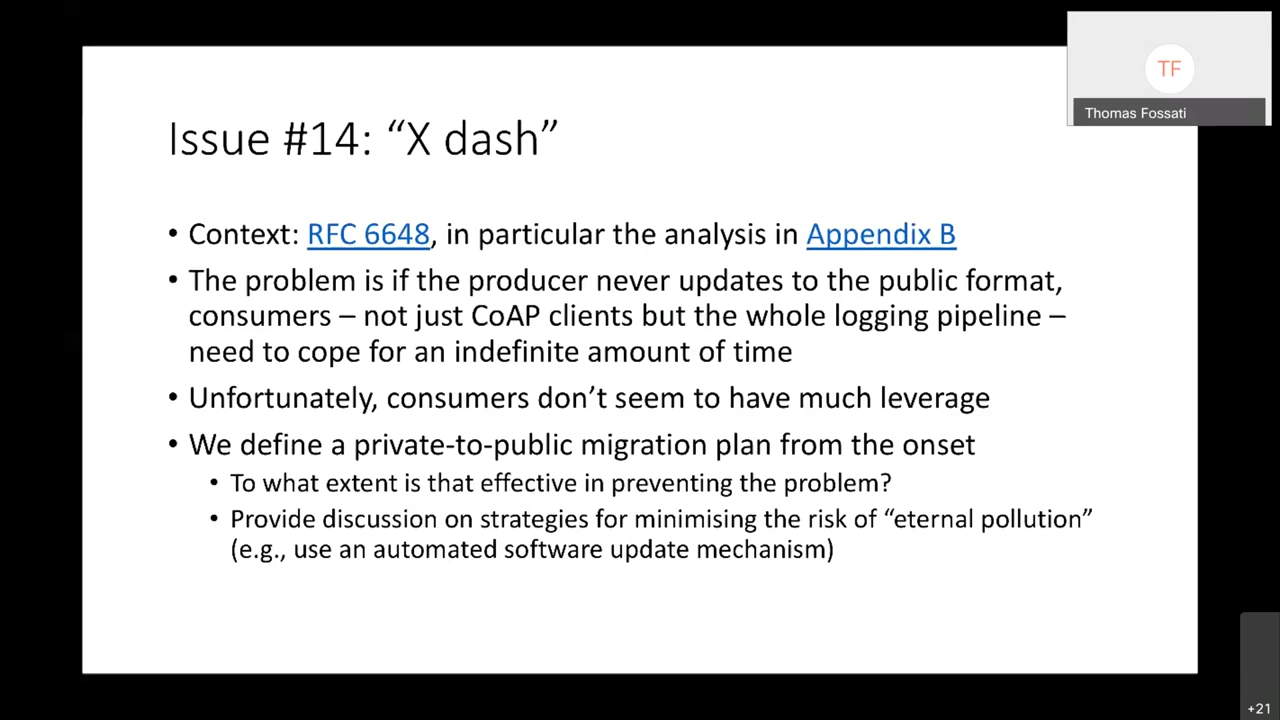 TF
Thomas Fossati
Issue #14: “X dash”
• Context: RFC 6648, in particular the analysis in Appendix B
• The problem is if the producer never updates to the public format,
consumers – not just CoAP clients but the whole logging pipeline –
need to cope for an indefinite amount of time
• Unfortunately, consumers don’t seem to have much leverage
• We define a private-to-public migration plan from the onset
• To what extent is that effective in preventing the problem?
• Provide discussion on strategies for minimising the risk of “eternal pollution”
(e.g., use an automated software update mechanism)
+21